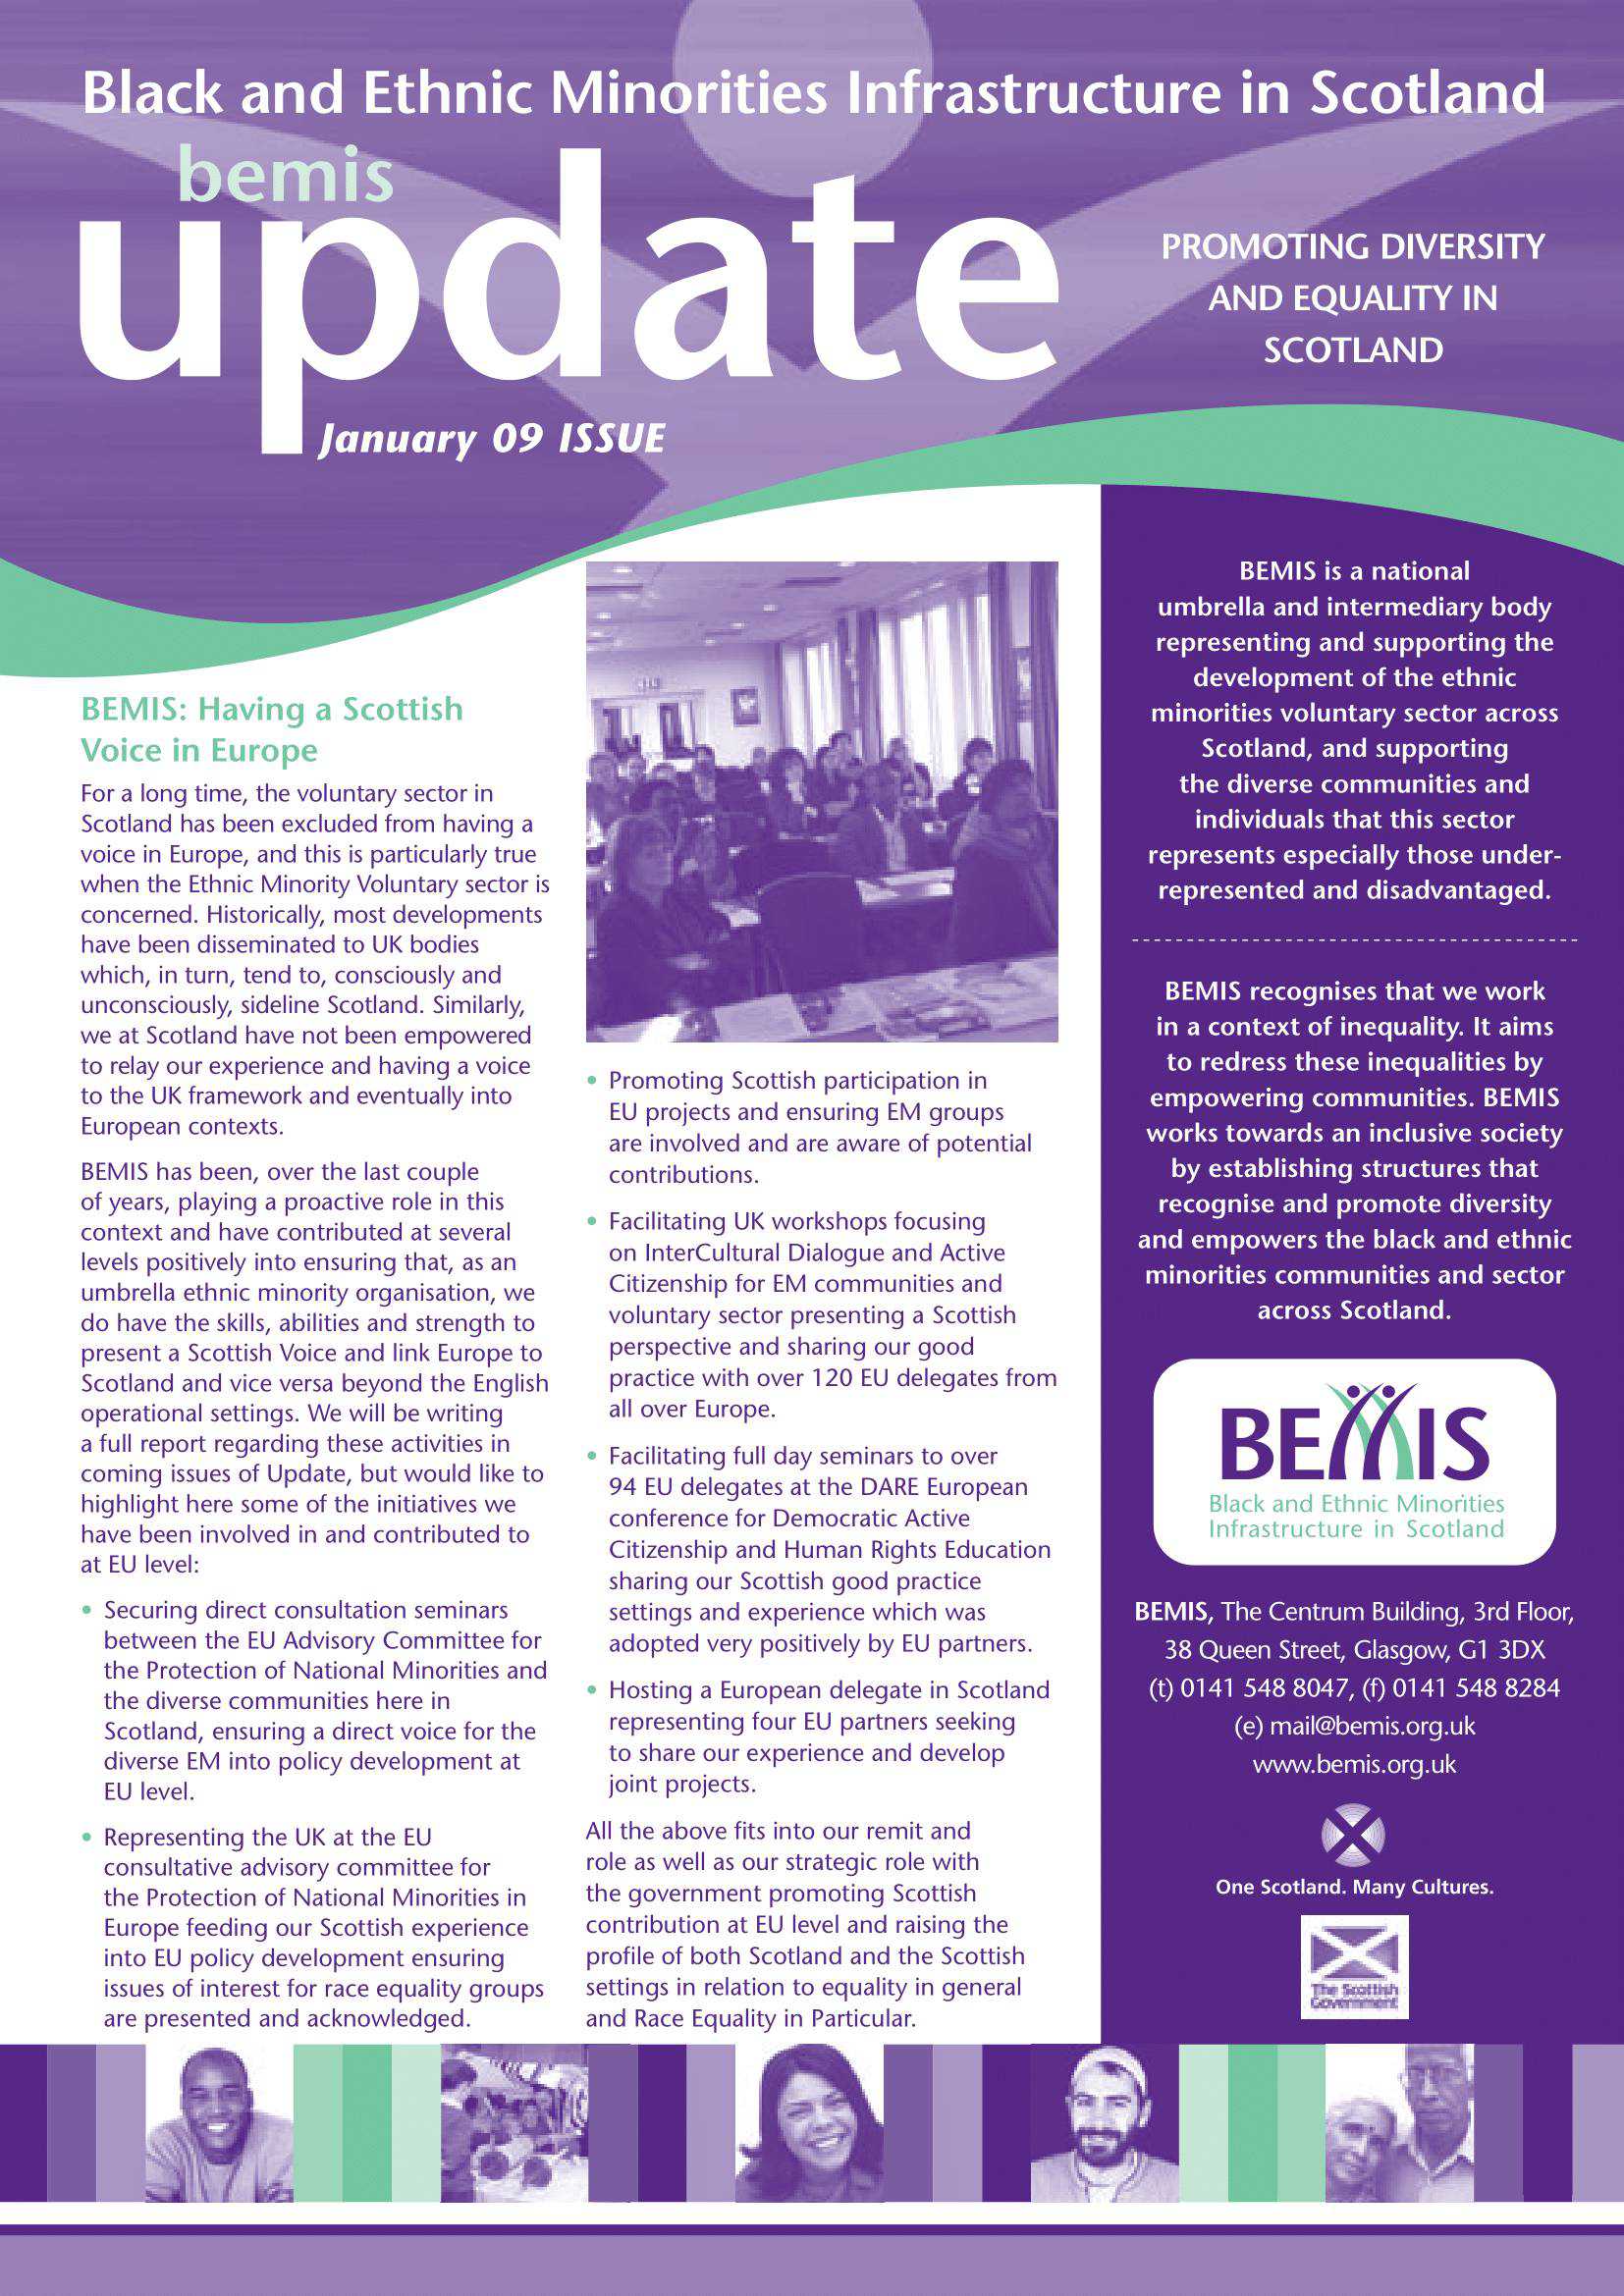 Black and Ethnic Minorities Infrastructure in Scotland
bemis
update
PROMOTING DIVERSITY
AND EQUALITY IN
SCOTLAND
January 09 ISSUE
BEMIS: Having a Scottish
Voice in Europe
For a long time, the voluntary sector in
Scotland has been excluded from having a
voice in Europe, and this is particularly true
when the Ethnic Minority Voluntary sector is
concerned. Historically, most developments
have been disseminated to UK bodies
which, in turn, tend to, consciously and
unconsciously, sideline Scotland. Similarly,
we at Scotland have not been empowered
to relay our experience and having a voice
to the UK framework and eventually into
European contexts.
BEMIS has been, over the last couple
of years, playing a proactive role in this
context and have contributed at several
levels positively into ensuring that, as an
umbrella ethnic minority organisation, we
do have the skills, abilities and strength to
present a Scottish Voice and link Europe to
Scotland and vice versa beyond the English
operational settings. We will be writing
a full report regarding these activities in
coming issues of Update, but would like to
highlight here some of the initiatives we
have been involved in and contributed to
at EU level:
• Securing direct consultation seminars
between the EU Advisory Committee for
the Protection of National Minorities and
the diverse communities here in
Scotland, ensuring a direct voice for the
diverse EM into policy development at
EU level.
• Representing the UK at the EU
consultative advisory committee for
the Protection of National Minorities in
Europe feeding our Scottish experience
into EU policy development ensuring
issues of interest for race equality groups
are presented and acknowledged.
• Promoting Scottish participation in
EU projects and ensuring EM groups
are involved and are aware of potential
contributions.
• Facilitating UK workshops focusing
on InterCultural Dialogue and Active
Citizenship for EM communities and
voluntary sector presenting a Scottish
perspective and sharing our good
practice with over 120 EU delegates from
all over Europe.
• Facilitating full day seminars to over
94 EU delegates at the DARE European
conference for Democratic Active
Citizenship and Human Rights Education
sharing our Scottish good practice
settings and experience which was
adopted very positively by EU partners.
• Hosting a European delegate in Scotland
representing four EU partners seeking
to share our experience and develop
joint projects.
All the above fits into our remit and
role as well as our strategic role with
the government promoting Scottish
contribution at EU level and raising the
profile of both Scotland and the Scottish
settings in relation to equality in general
and Race Equality in Particular.
BEMIS is a national
umbrella and intermediary body
representing and supporting the
development of the ethnic
minorities voluntary sector across
Scotland, and supporting
the diverse communities and
individuals that this sector
represents especially those under-
represented and disadvantaged.
BEMIS recognises that we work
in a context of inequality. It aims
to redress these inequalities by
empowering communities. BEMIS
works towards an inclusive society
by establishing structures that
recognise and promote diversity
and empowers the black and ethnic
minorities communities and sector
across Scotland.
BEMIS
Black and Ethnic Minorities
Infrastructure in Scotland
BEMIS, The Centrum Building, 3rd Floor,
38 Queen Street, Glasgow, G1 3DX
(t) 0141 548 8047, (f) 0141 548 8284
(e) mail@bemis.org.uk
www.bemis.org.uk
One Scotland. Many Cultures.
The Scottish
Government